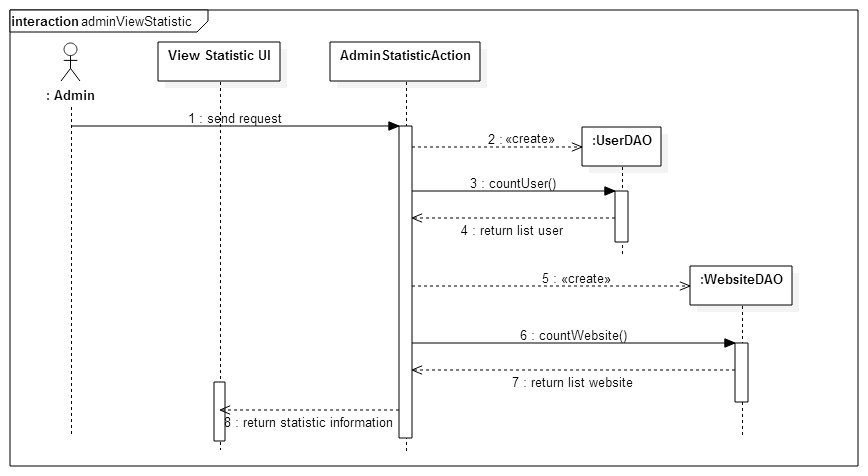 interaction adminViewStatistic
View Statistic UI
AdminStatisticAction
: Admin
1 : send request
2 : «create»
:UserDAO
3 : countUser()
4 : return list user
5 : «create»
:WebsiteDAO
6 : countWebsite()
7 : return list website
8 : return statistic information